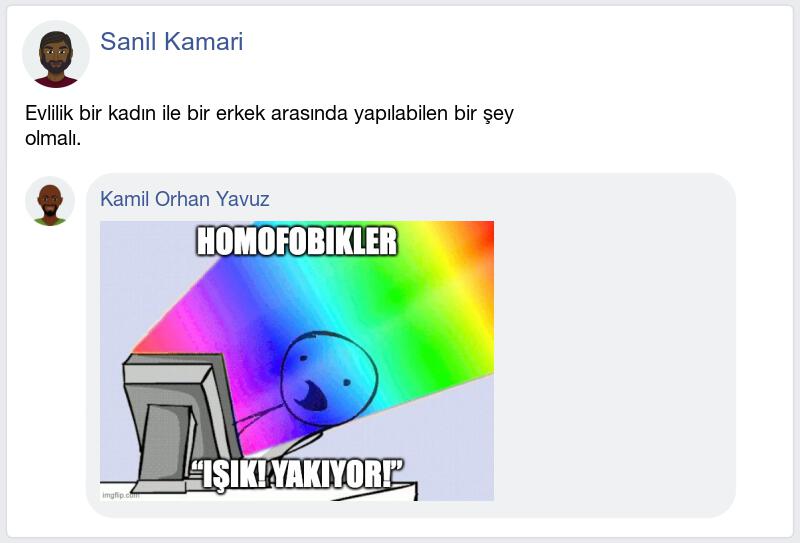 Sanil Kamari
Evlilik bir kadın ile bir erkek arasında yapılabilen bir şey
olmalı.
Kamil Orhan Yavuz
HOMOFOBIKLER
“IŞIK! YAKIYOR!”
imgflip.com